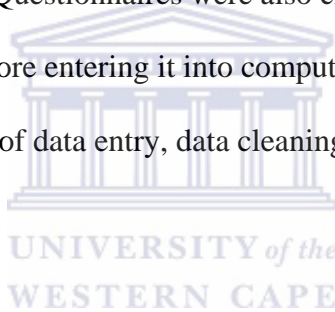 Questionnaires were also
ore entering it into comput
of data entry, data cleaning
UNIVERSITY of the
WESTERN CAPE